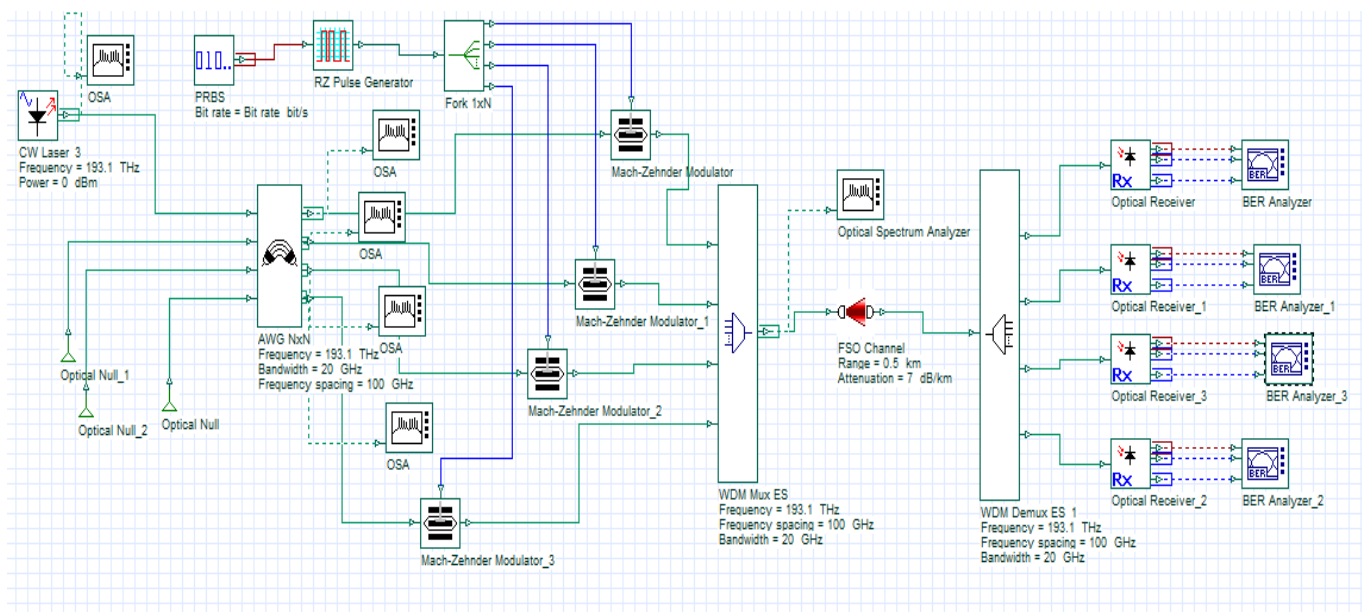 OSA
PRBS
Bit rate = Bit rate bit/s
010..
RZ Pulse Generator
Fork 1xN
CW Laser 3
Frequency = 193.1 THz
Power = 0 dBm
OSA
Mach-Zehnder Modulator
OSA
Optical Spectrum Analyzer
Rx
Optical Receiver
BER
BER Analyzer
Mach-Zehnder Modulator_1
Rx
Optical Receiver_1
BER
BER Analyzer_1
AWG NxN
Frequency = 193.1 THz
Bandwidth = 20 GHz
Frequency spacing = 100 GHz
OSA
FSO Channel
Range = 0.5 km
Attenuation = 7 dB/km
Optical Null_1
Optical Null_2
Optical Null
Mach-Zehnder Modulator_2
Rx
Optical Receiver_3
BER
BER Analyzer_3
OSA
Mach-Zehnder Modulator_3
WDM Mux ES
Frequency = 193.1 THz
Frequency spacing = 100 GHz
Bandwidth = 20 GHz
Rx
Optical Receiver_2
BER
BER Analyzer_2
WDM Demux ES 1
Frequency = 193.1 THz
Frequency spacing = 100 GHz
Bandwidth = 20 GHz